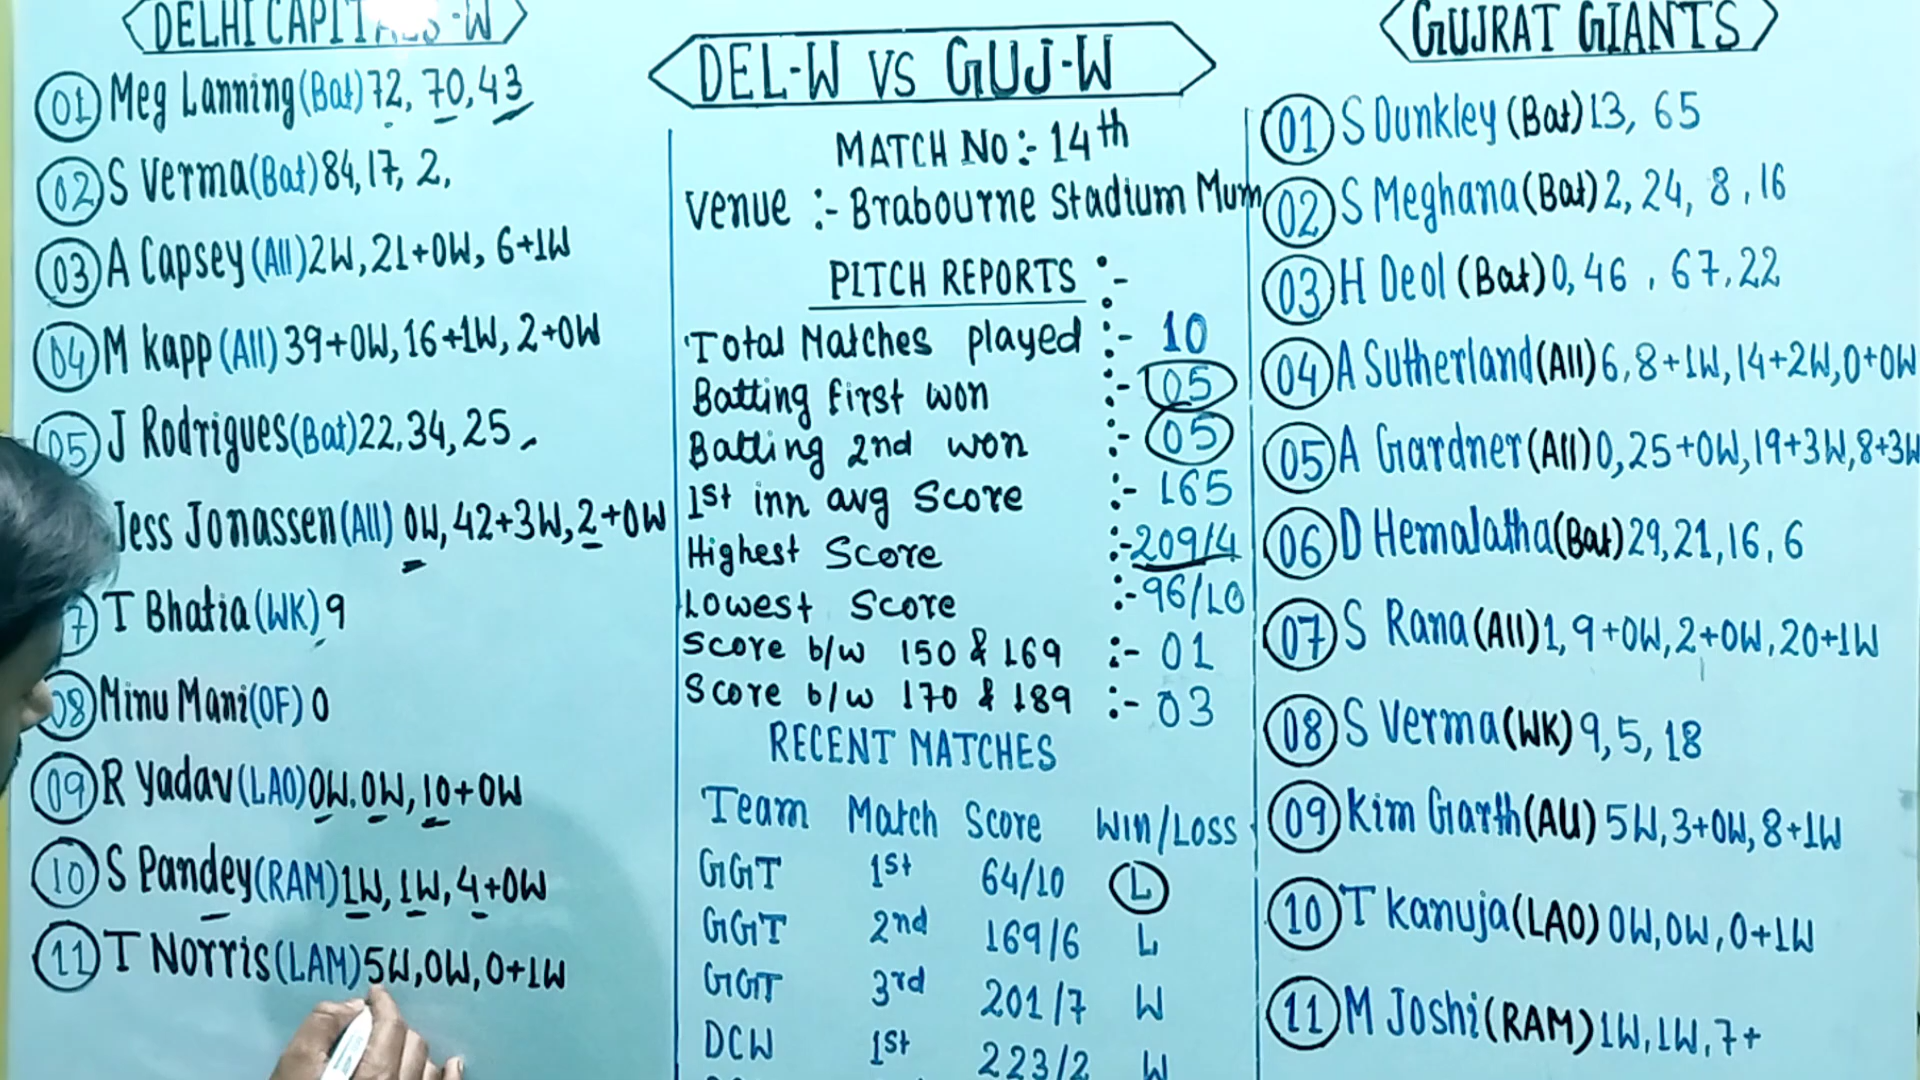 DELHI CAPITALS-W
01 Meg Lanning(Bat)72, 70,43
02 S Verma(Bat)84,17, 2,
03 A Capsey(All)2W,21+0W, 6+1W
04 M kapp(All)39+0W,16+1W, 2+0W
05 J Rodrigues(Bat)22,34,25
Jess Jonassen(All) 0W,42+3W,2+0W
7 T Bhatia(WK)9
08 Minu Mani(OF)0
09 R Yadav(LAO)0W,0W,10+0W
10 S Pandey(RAM)1W,1W,4+0W
11 T Norris(LAM)5W,0W,0+1W
DEL-W VS GUJ-W
MATCH NO:- 14th
Venue :- Brabourne Stadium Mum
PITCH REPORTS :-
Total Matches played :- 10
Batting first won :- 05
Batting 2nd won :- 05
1st inn avg Score :- 165
Highest Score :-209/4
Lowest Score :-96/10
Score b/w 150 & 169 :- 01
Score b/w 170 & 189 :- 03
RECENT MATCHES
Team Match Score Win/Loss
GGT 1st 64/10 L
GGT 2nd 169/6 L
GGT 3rd 201/7 W
DCW 1st 223/2 W
GUJRAT GIANTS
01 S Dunkley(Bat)13, 65
02 S Meghana(Bat)2,24, 8,16
03 H Deol(Bat)0,46, 67,22
04 A Sutherland(All)6,8+1W,14+2W,0+0W
05 A Gardner(All)0,25+0W,19+3W,8+3W
06 D Hemalatha(Bat)29,21,16,6
07 S Rana(All)1,9+0W,2+0W,20+1W
08 S Verma(WK)9,5,18
09 Kim Garth(AU)5W,3+0W,8+1W
10 T kanuja(LAO)0W,0W,0+1W
11 M Joshi(RAM)1W,1W,7+